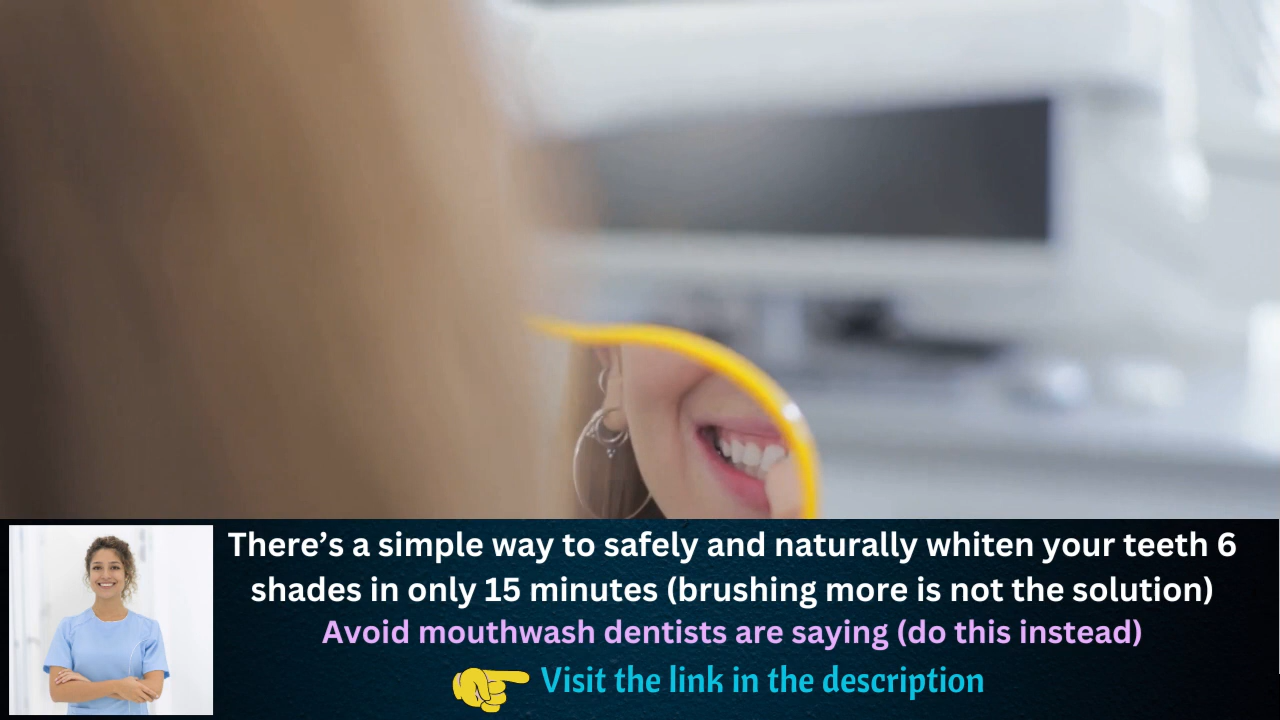 There’s a simple way to safely and naturally whiten your teeth 6
shades in only 15 minutes (brushing more is not the solution)
Avoid mouthwash dentists are saying (do this instead)
Visit the link in the description